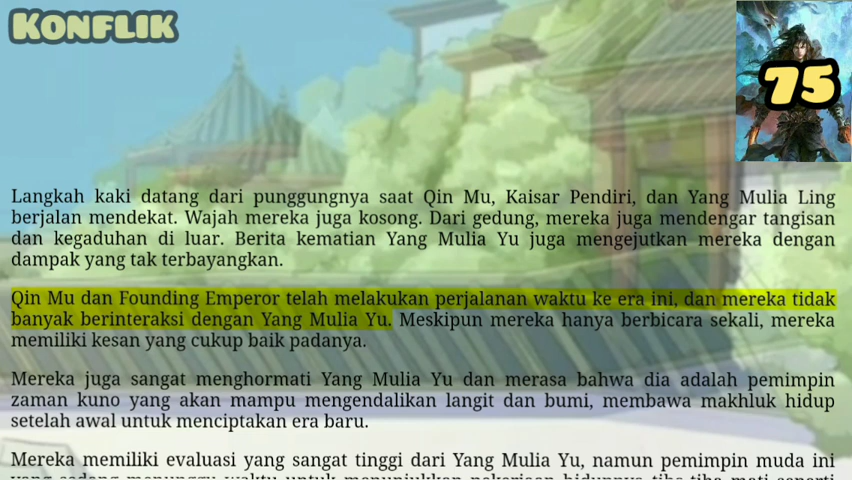 KONFLIK
75
Langkah kaki datang dari punggungnya saat Qin Mu, Kaisar Pendiri, dan Yang Mulia Ling
berjalan mendekat. Wajah mereka juga kosong. Dari gedung, mereka juga mendengar tangisan
dan kegaduhan di luar. Berita kematian Yang Mulia Yu juga mengejutkan mereka dengan
dampak yang tak terbayangkan.
Qin Mu dan Founding Emperor telah melakukan perjalanan waktu ke era ini, dan mereka tidak
banyak berinteraksi dengan Yang Mulia Yu. Meskipun mereka hanya berbicara sekali, mereka
memiliki kesan yang cukup baik padanya.
Mereka juga sangat menghormati Yang Mulia Yu dan merasa bahwa dia adalah pemimpin
zaman kuno yang akan mampu mengendalikan langit dan bumi, membawa makhluk hidup
setelah awal untuk menciptakan era baru.
Mereka memiliki evaluasi yang sangat tinggi dari Yang Mulia Yu, namun pemimpin muda ini